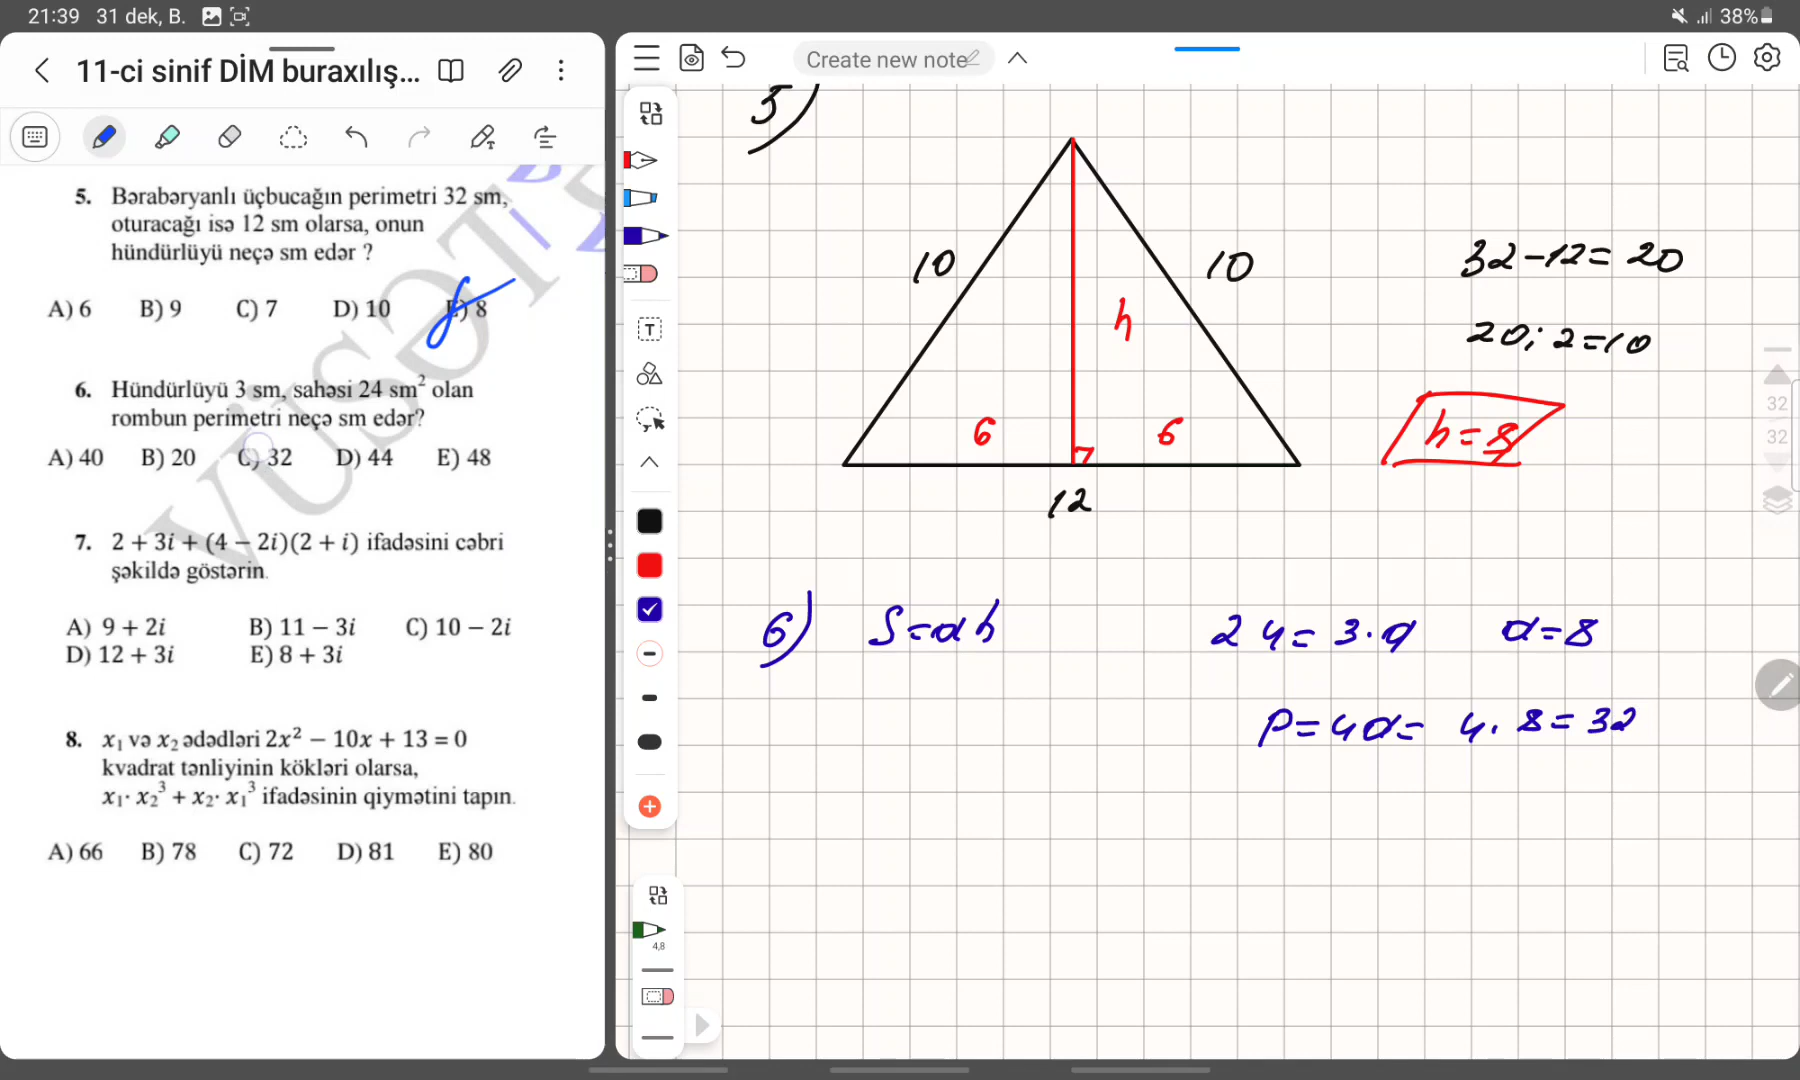 21:39 31 dek, B.
38%
11-ci sinif DİM buraxılış...
Create new note
5. Bərabəryanlı üçbucağın perimetri 32 sm,
oturacağı isə 12 sm olarsa, onun
hündürlüyü neçə sm edər ?
A) 6 B) 9 C) 7 D) 10 E) 8
6. Hündürlüyü 3 sm, sahəsi 24 sm² olan
rombun perimetri neçə sm edər?
A) 40 B) 20 C) 32 D) 44 E) 48
7. 2 + 3i + (4 − 2i)(2 + i) ifadəsini cəbri
şəkildə göstərin.
A) 9 + 2i B) 11 − 3i C) 10 − 2i
D) 12 + 3i E) 8 + 3i
8. x₁ və x₂ ədədləri 2x² − 10x + 13 = 0
kvadrat tənliyinin kökləri olarsa,
x₁· x₂³ + x₂· x₁³ ifadəsinin qiymətini tapın.
A) 66 B) 78 C) 72 D) 81 E) 80
VÜSƏT
T
4,8
5)
10 10
h
6 6
12
32-12=20
20:2=10
h=8
32
32
6) S=ah 24=3·a a=8
P=4a= 4·8=32